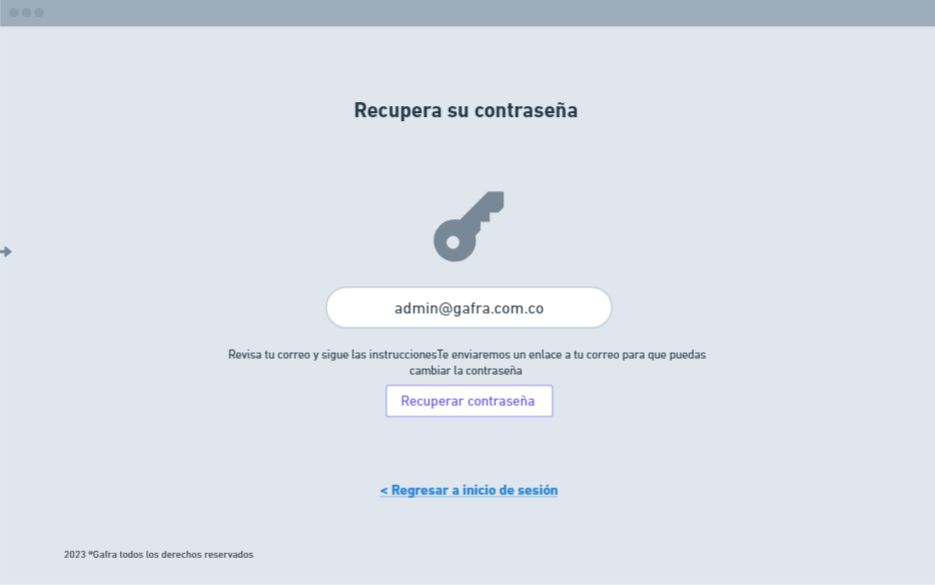 Recupera su contraseña
admin@gafra.com.co
Revisa tu correo y sigue las instruccionesTe enviaremos un enlace a tu correo para que puedas
cambiar la contraseña
Recuperar contraseña
< Regresar a inicio de sesión
2023 *Gafra todos los derechos reservados